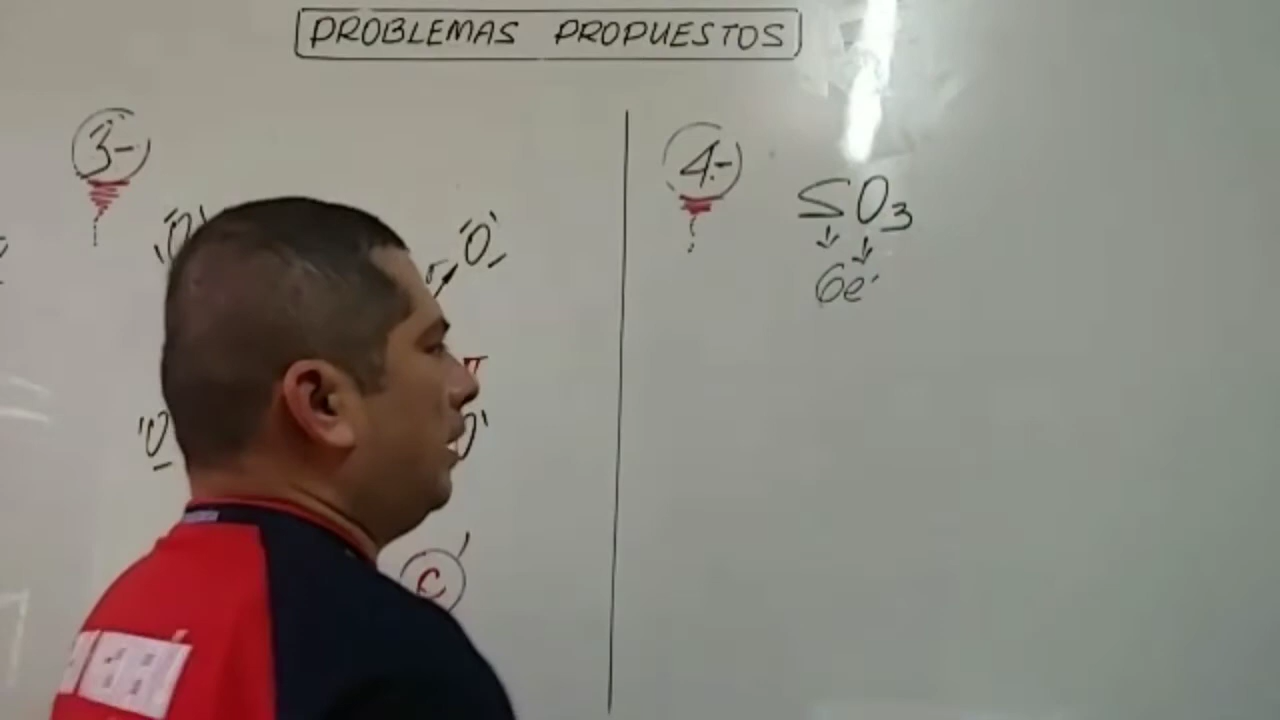 PROBLEMAS PROPUESTOS
3-
O
O
σ
π
O
O
C
4.-
SO₃
6e⁻